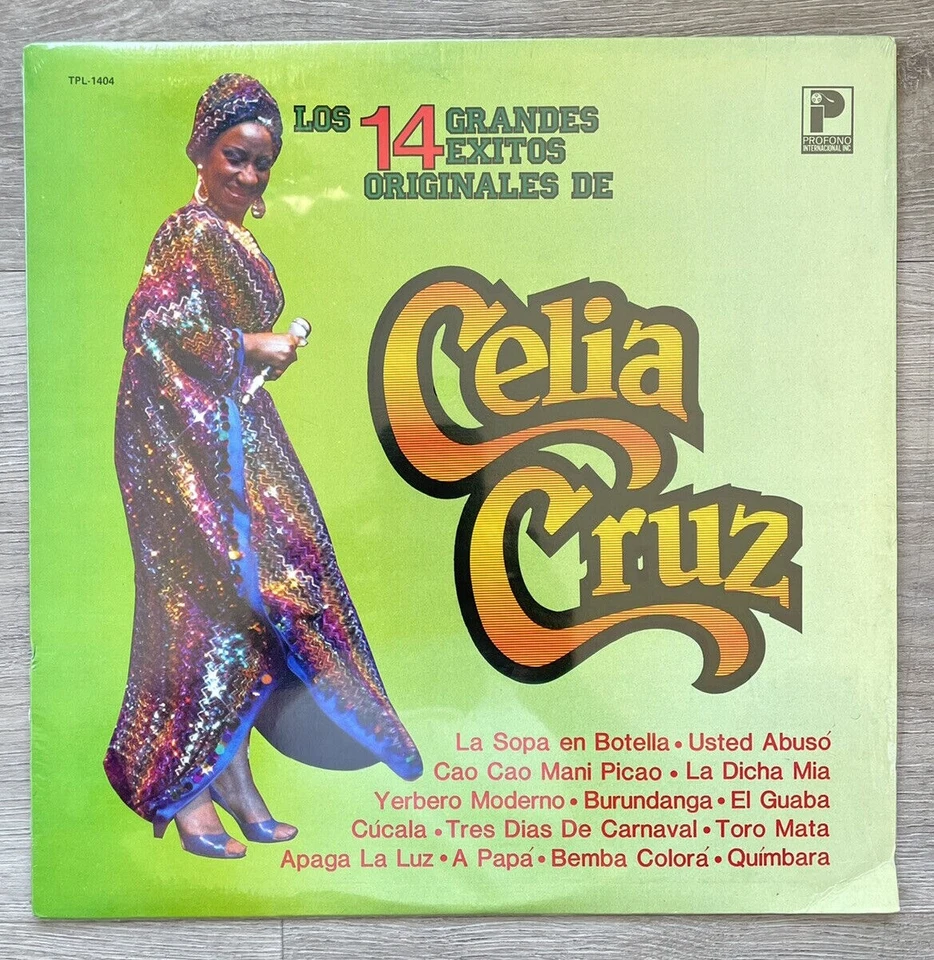 TPL-1404
LOS 14 GRANDES
EXITOS
ORIGINALES DE
P
PROFONO
INTERNACIONAL INC
Celia
Cruz
La Sopa en Botella • Usted Abusó
Cao Cao Mani Picao • La Dicha Mia
Yerbero Moderno • Burundanga • El Guaba
Cúcala • Tres Dias De Carnaval • Toro Mata
Apaga La Luz • A Papá • Bemba Colorá • Químbara